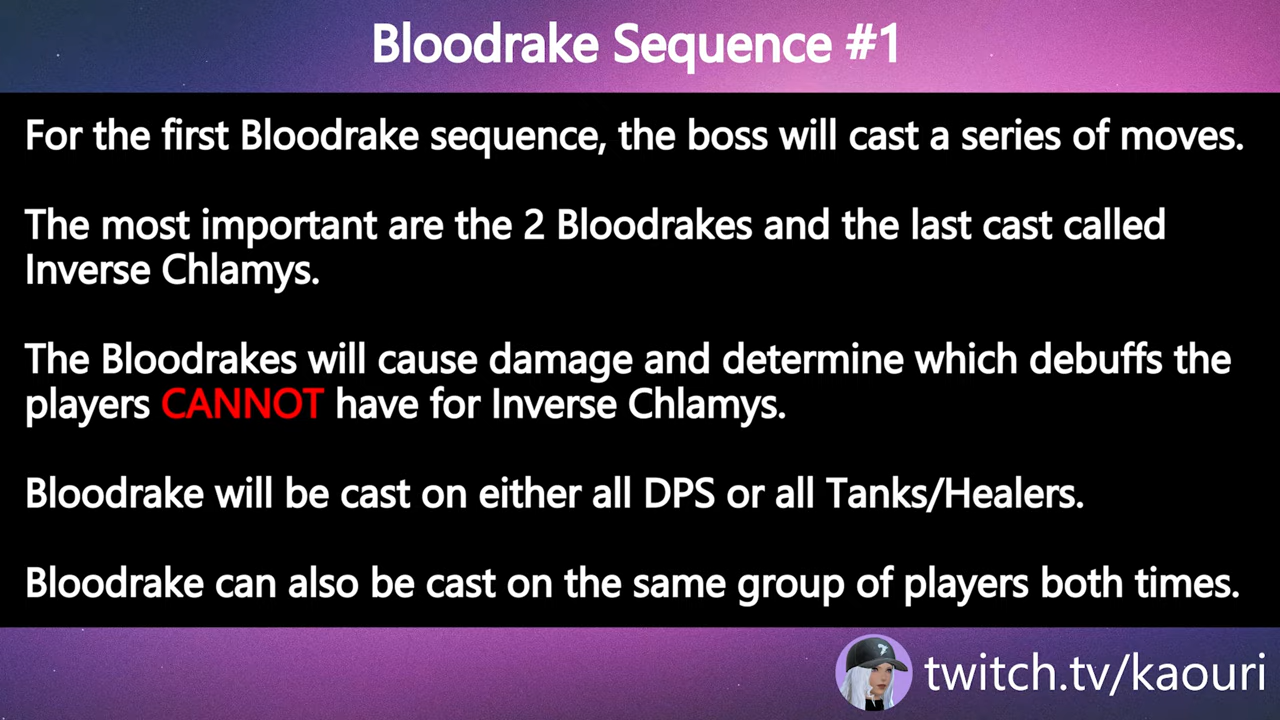 Bloodrake Sequence #1
For the first Bloodrake sequence, the boss will cast a series of moves.
The most important are the 2 Bloodrakes and the last cast called
Inverse Chlamys.
The Bloodrakes will cause damage and determine which debuffs the
players CANNOT have for Inverse Chlamys.
Bloodrake will be cast on either all DPS or all Tanks/Healers.
Bloodrake can also be cast on the same group of players both times.
twitch.tv/kaouri